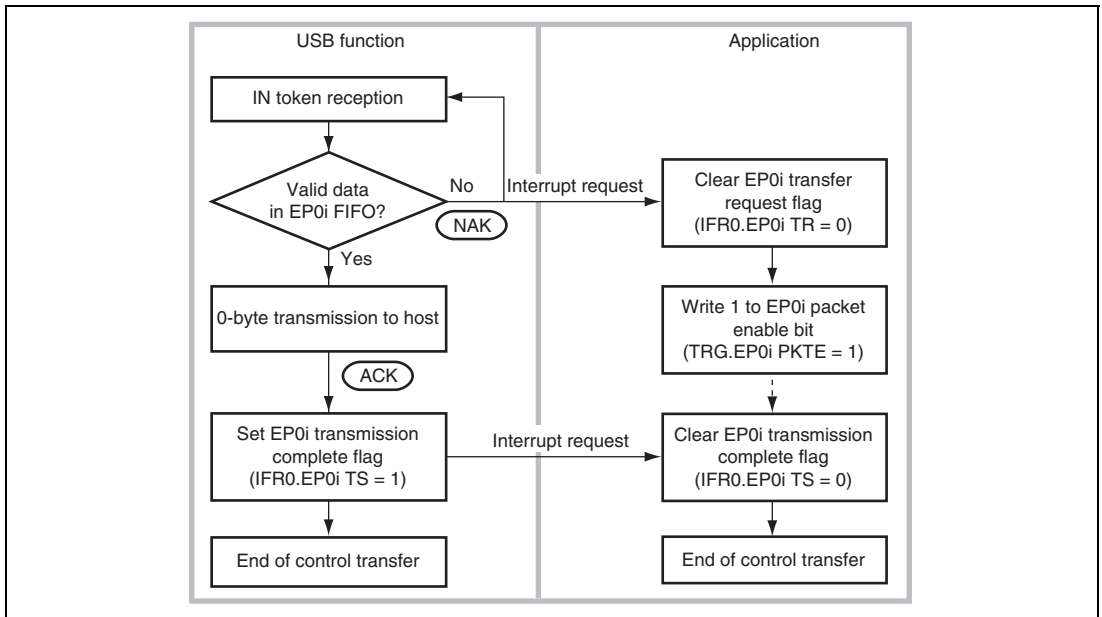 USB function
Application
IN token reception
Valid data
in EP0i FIFO?
No
NAK
Interrupt request
Clear EP0i transfer
request flag
(IFR0.EP0i TR = 0)
Yes
0-byte transmission to host
Write 1 to EP0i packet
enable bit
(TRG.EP0i PKTE = 1)
ACK
Set EP0i transmission
complete flag
(IFR0.EP0i TS = 1)
Interrupt request
Clear EP0i transmission
complete flag
(IFR0.EP0i TS = 0)
End of control transfer
End of control transfer